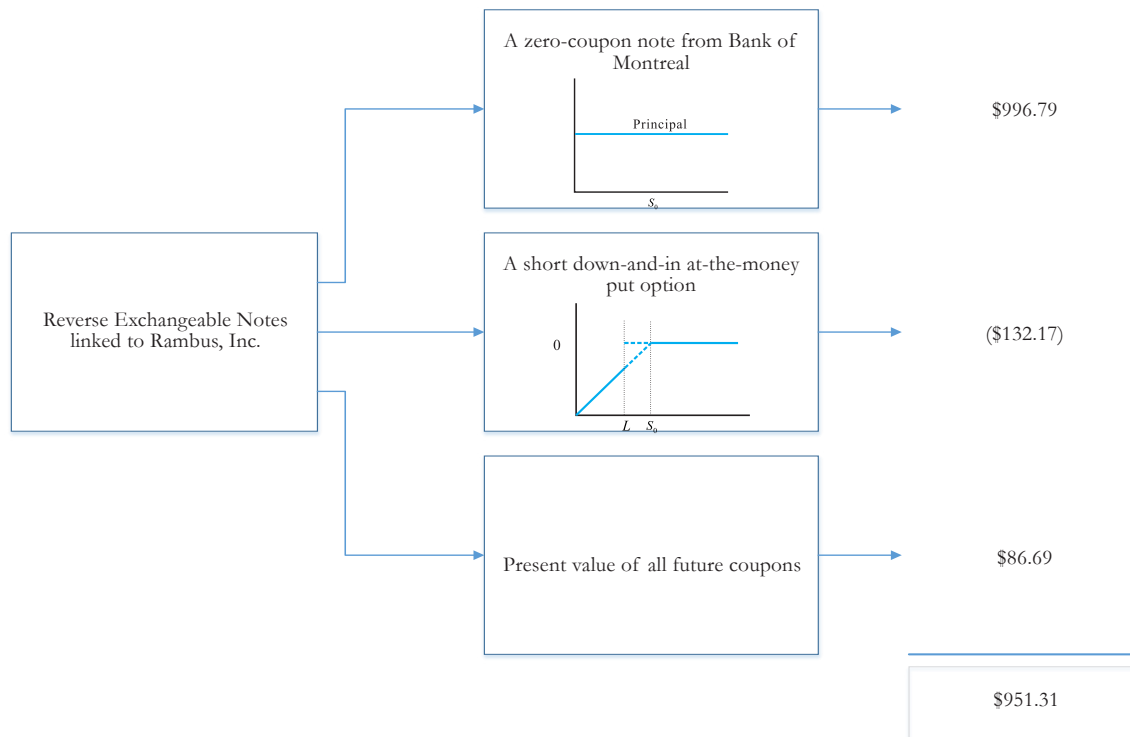 A zero-coupon note from Bank of
Montreal
Principal
S₀
$996.79
Reverse Exchangeable Notes
linked to Rambus, Inc.
A short down-and-in at-the-money
put option
0
L S₀
($132.17)
Present value of all future coupons
$86.69
$951.31